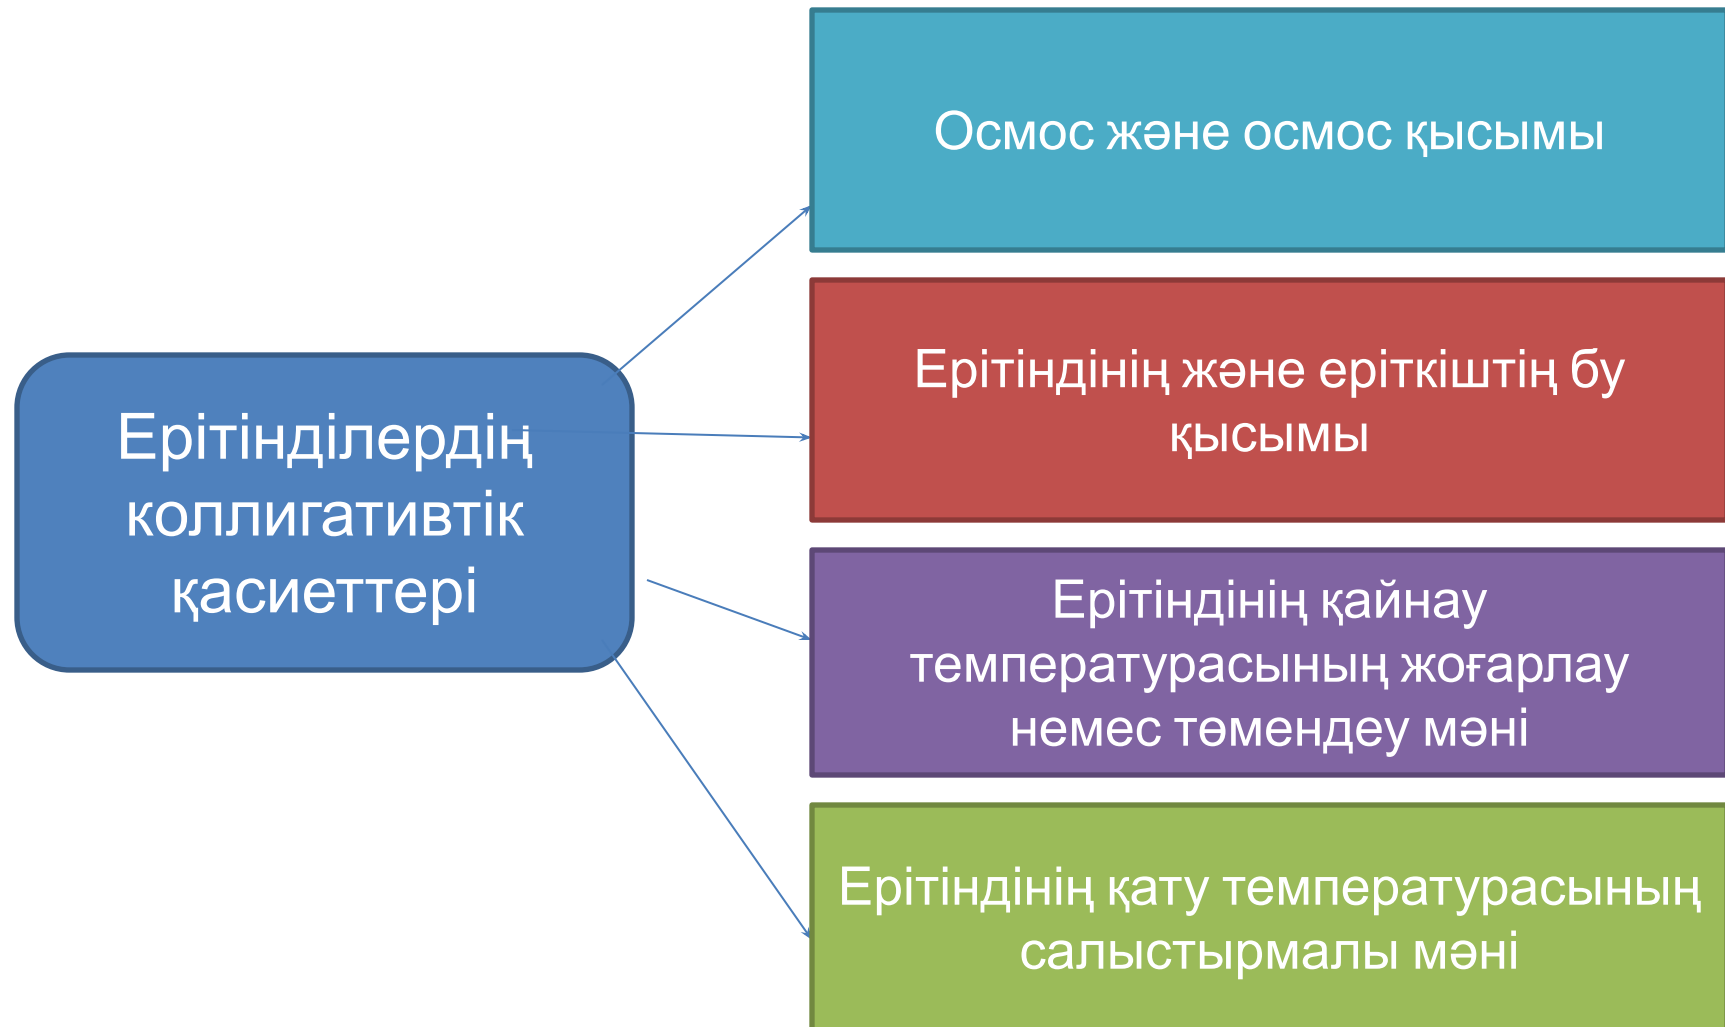 Ерітінділердің
коллигативтік
қасиеттері
Осмос және осмос қысымы
Ерітіндінің және еріткіштің бу
қысымы
Ерітіндінің қайнау
температурасының жоғарлау
немес төмендеу мәні
Ерітіндінің қату температурасының
салыстырмалы мәні